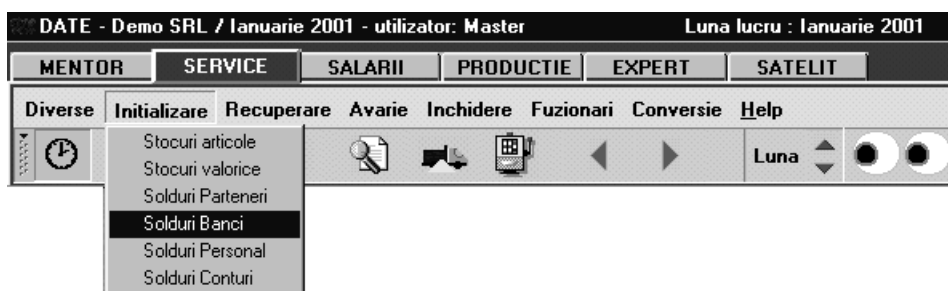 DATE - Demo SRL / Ianuarie 2001 - utilizator: Master Luna lucru : Ianuarie 2001
MENTOR SERVICE SALARII PRODUCTIE EXPERT SATELIT
Diverse Initializare Recuperare Avarie Inchidere Fuzionari Conversie Help
Stocuri articole
Luna
Stocuri valorice
Solduri Parteneri
Solduri Banci
Solduri Personal
Solduri Conturi